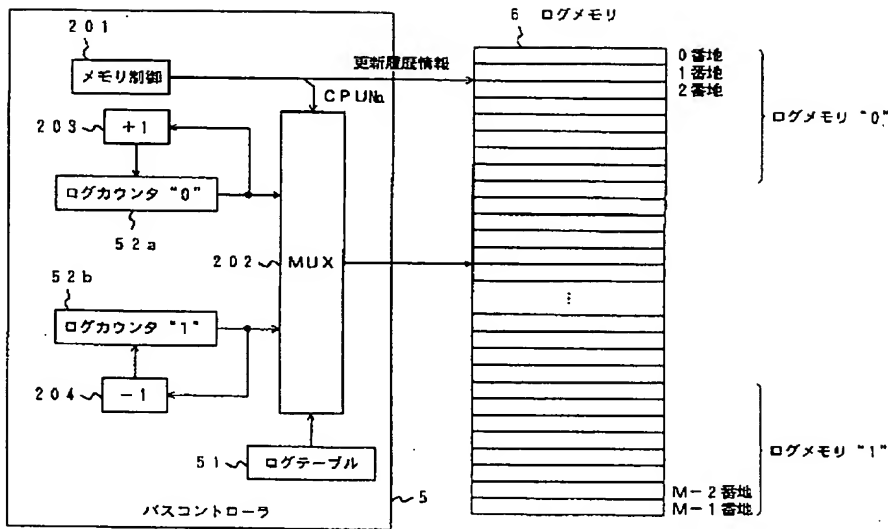 201
メモリ制御
更新履歴情報
CPU№
203
+1
ログカウンタ "0"
52a
202
MUX
52b
ログカウンタ "1"
204
-1
51
ログテーブル
バスコントローラ
5
6 ログメモリ
0番地
1番地
2番地
ログメモリ "0"
⋮
ログメモリ "1"
M-2番地
M-1番地